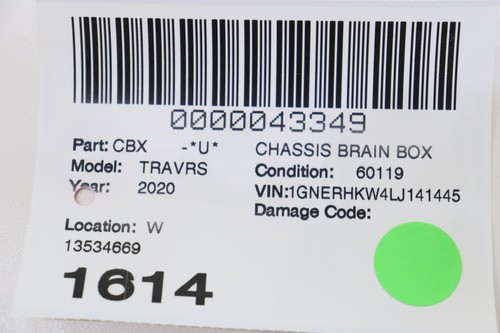 0000043349
Part: CBX -*U* CHASSIS BRAIN BOX
Model: TRAVRS Condition: 60119
Year: 2020 VIN:1GNERHKW4LJ141445
Damage Code:
Location: W
13534669
1614